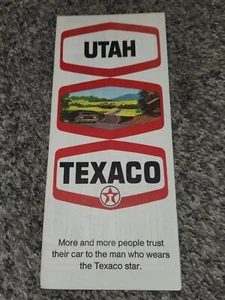 UTAH
TEXACO
T
More and more people trust
their car to the man who wears
the Texaco star.